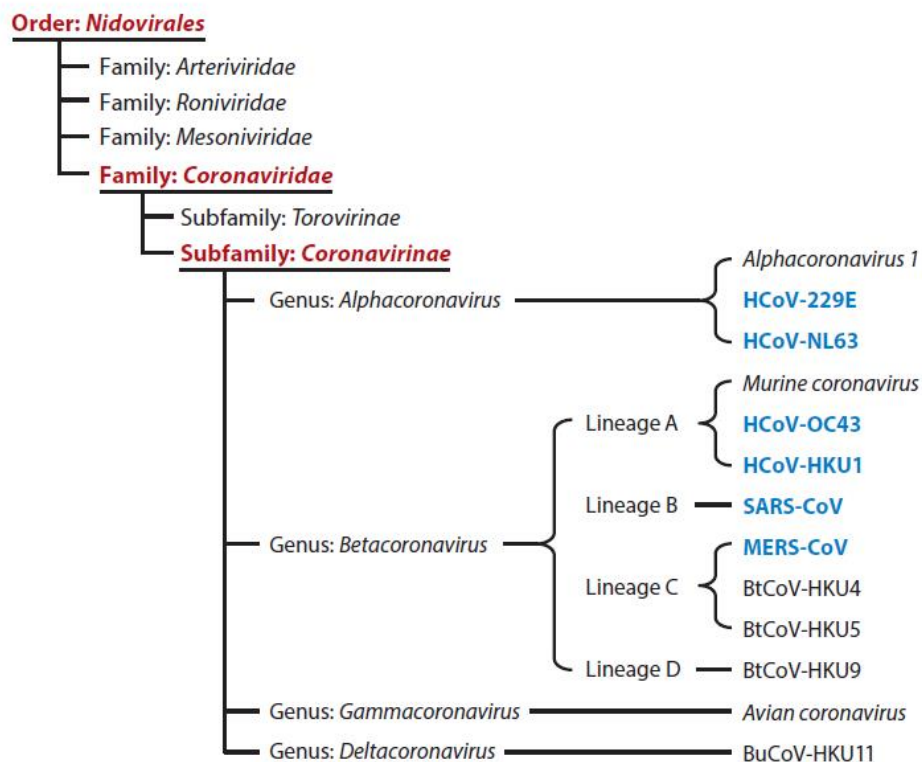 Order: Nidovirales
Family: Arteriviridae
Family: Roniviridae
Family: Mesoniviridae
Family: Coronaviridae
Subfamily: Torovirinae
Subfamily: Coronavirinae
Genus: Alphacoronavirus
Alphacoronavirus 1
HCoV-229E
HCoV-NL63
Genus: Betacoronavirus
Lineage A
Murine coronavirus
HCoV-OC43
HCoV-HKU1
Lineage B
SARS-CoV
Lineage C
MERS-CoV
BtCoV-HKU4
BtCoV-HKU5
Lineage D
BtCoV-HKU9
Genus: Gammacoronavirus
Avian coronavirus
Genus: Deltacoronavirus
BuCoV-HKU11